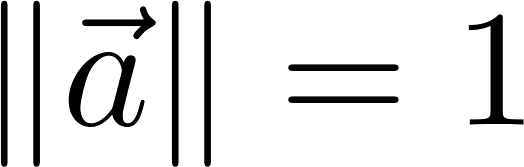 ‖a⃗‖ = 1